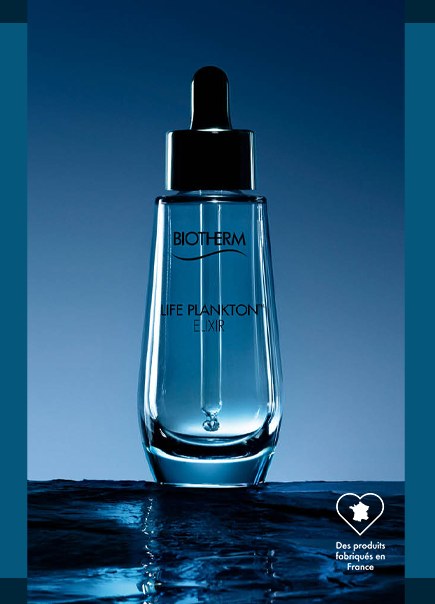 BIOTHERM
LIFE PLANKTON™
ELIXIR
Des produits
fabriqués en
France